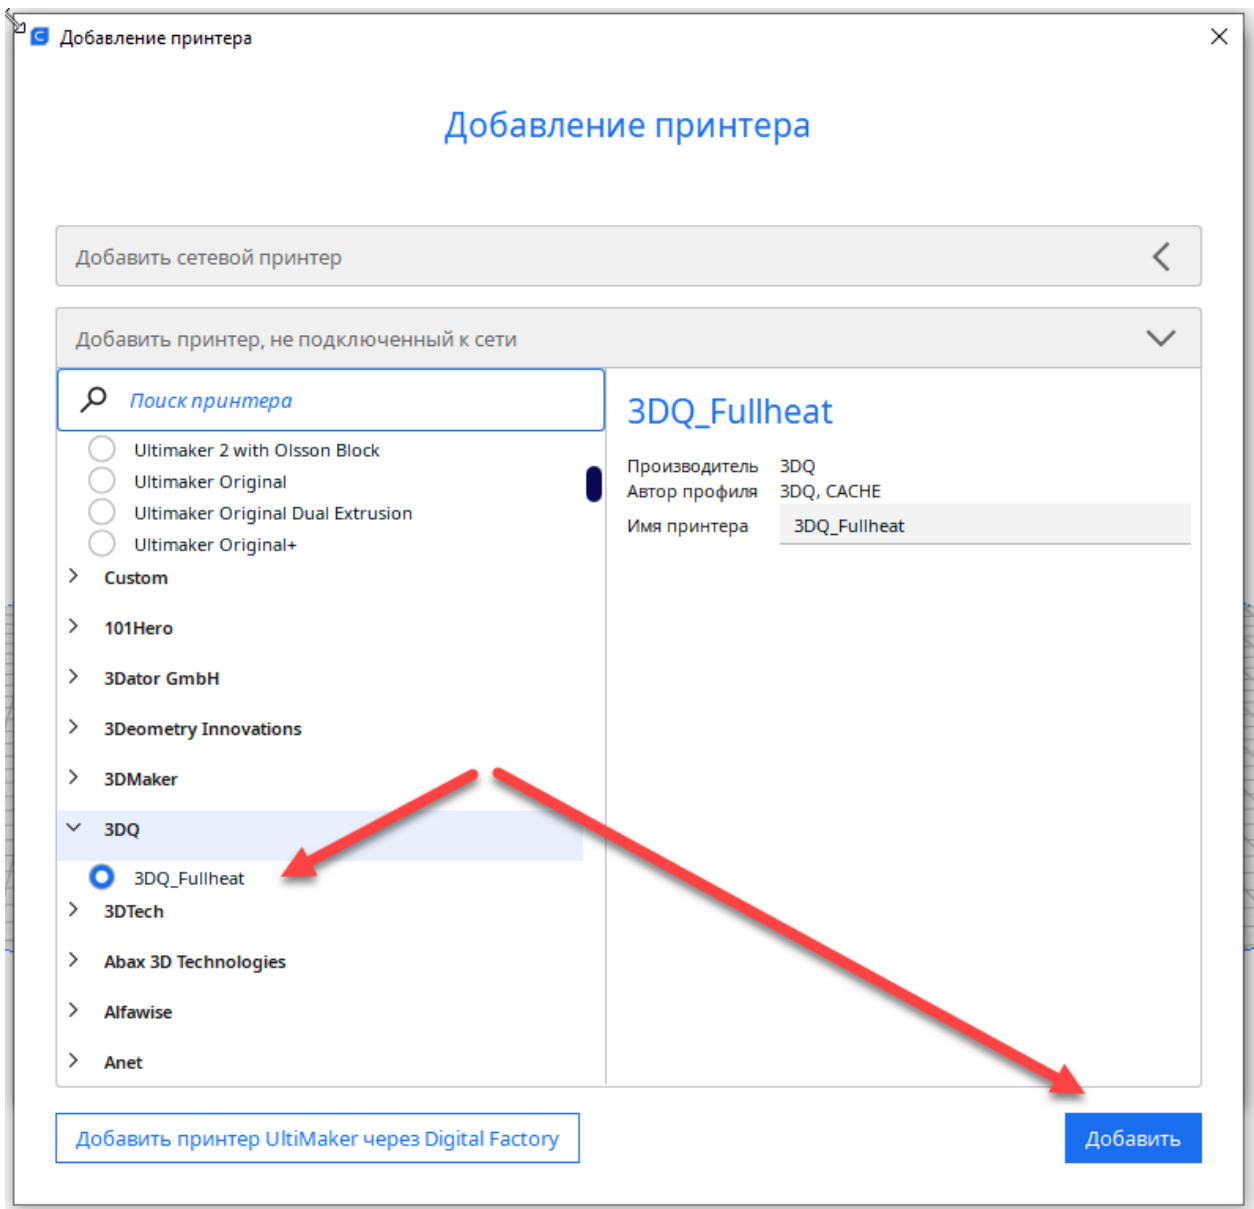 Добавление принтера
Добавление принтера
Добавить сетевой принтер
Добавить принтер, не подключенный к сети
Поиск принтера
Ultimaker 2 with Olsson Block
Ultimaker Original
Ultimaker Original Dual Extrusion
Ultimaker Original+
Custom
101Hero
3Dator GmbH
3Deometry Innovations
3DMaker
3DQ
3DQ_Fullheat
3DTech
Abax 3D Technologies
Alfawise
Anet
3DQ_Fullheat
Производитель 3DQ
Автор профиля 3DQ, CACHE
Имя принтера 3DQ_Fullheat
Добавить принтер UltiMaker через Digital Factory
Добавить